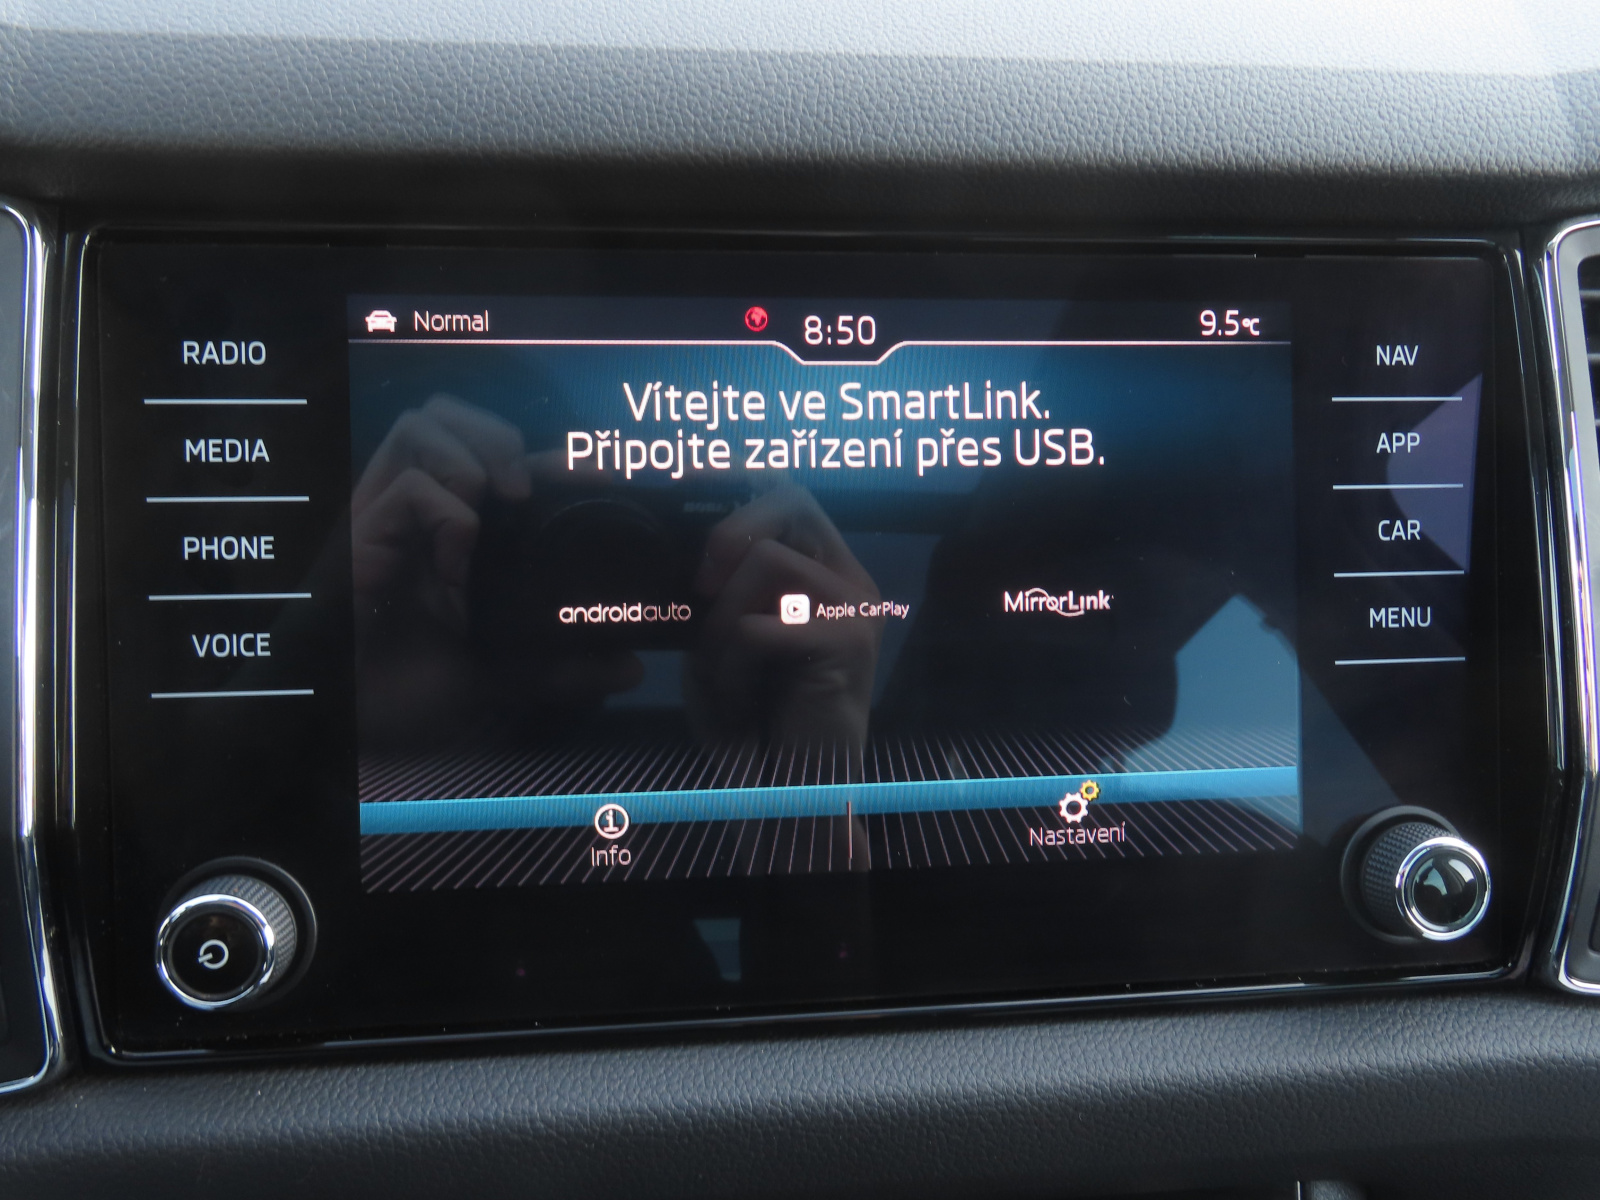 RADIO
MEDIA
PHONE
VOICE
Normal
8:50
9.5°C
Vítejte ve SmartLink.
Připojte zařízení přes USB.
androidauto
Apple CarPlay
MirrorLink
Info
Nastavení
NAV
APP
CAR
MENU